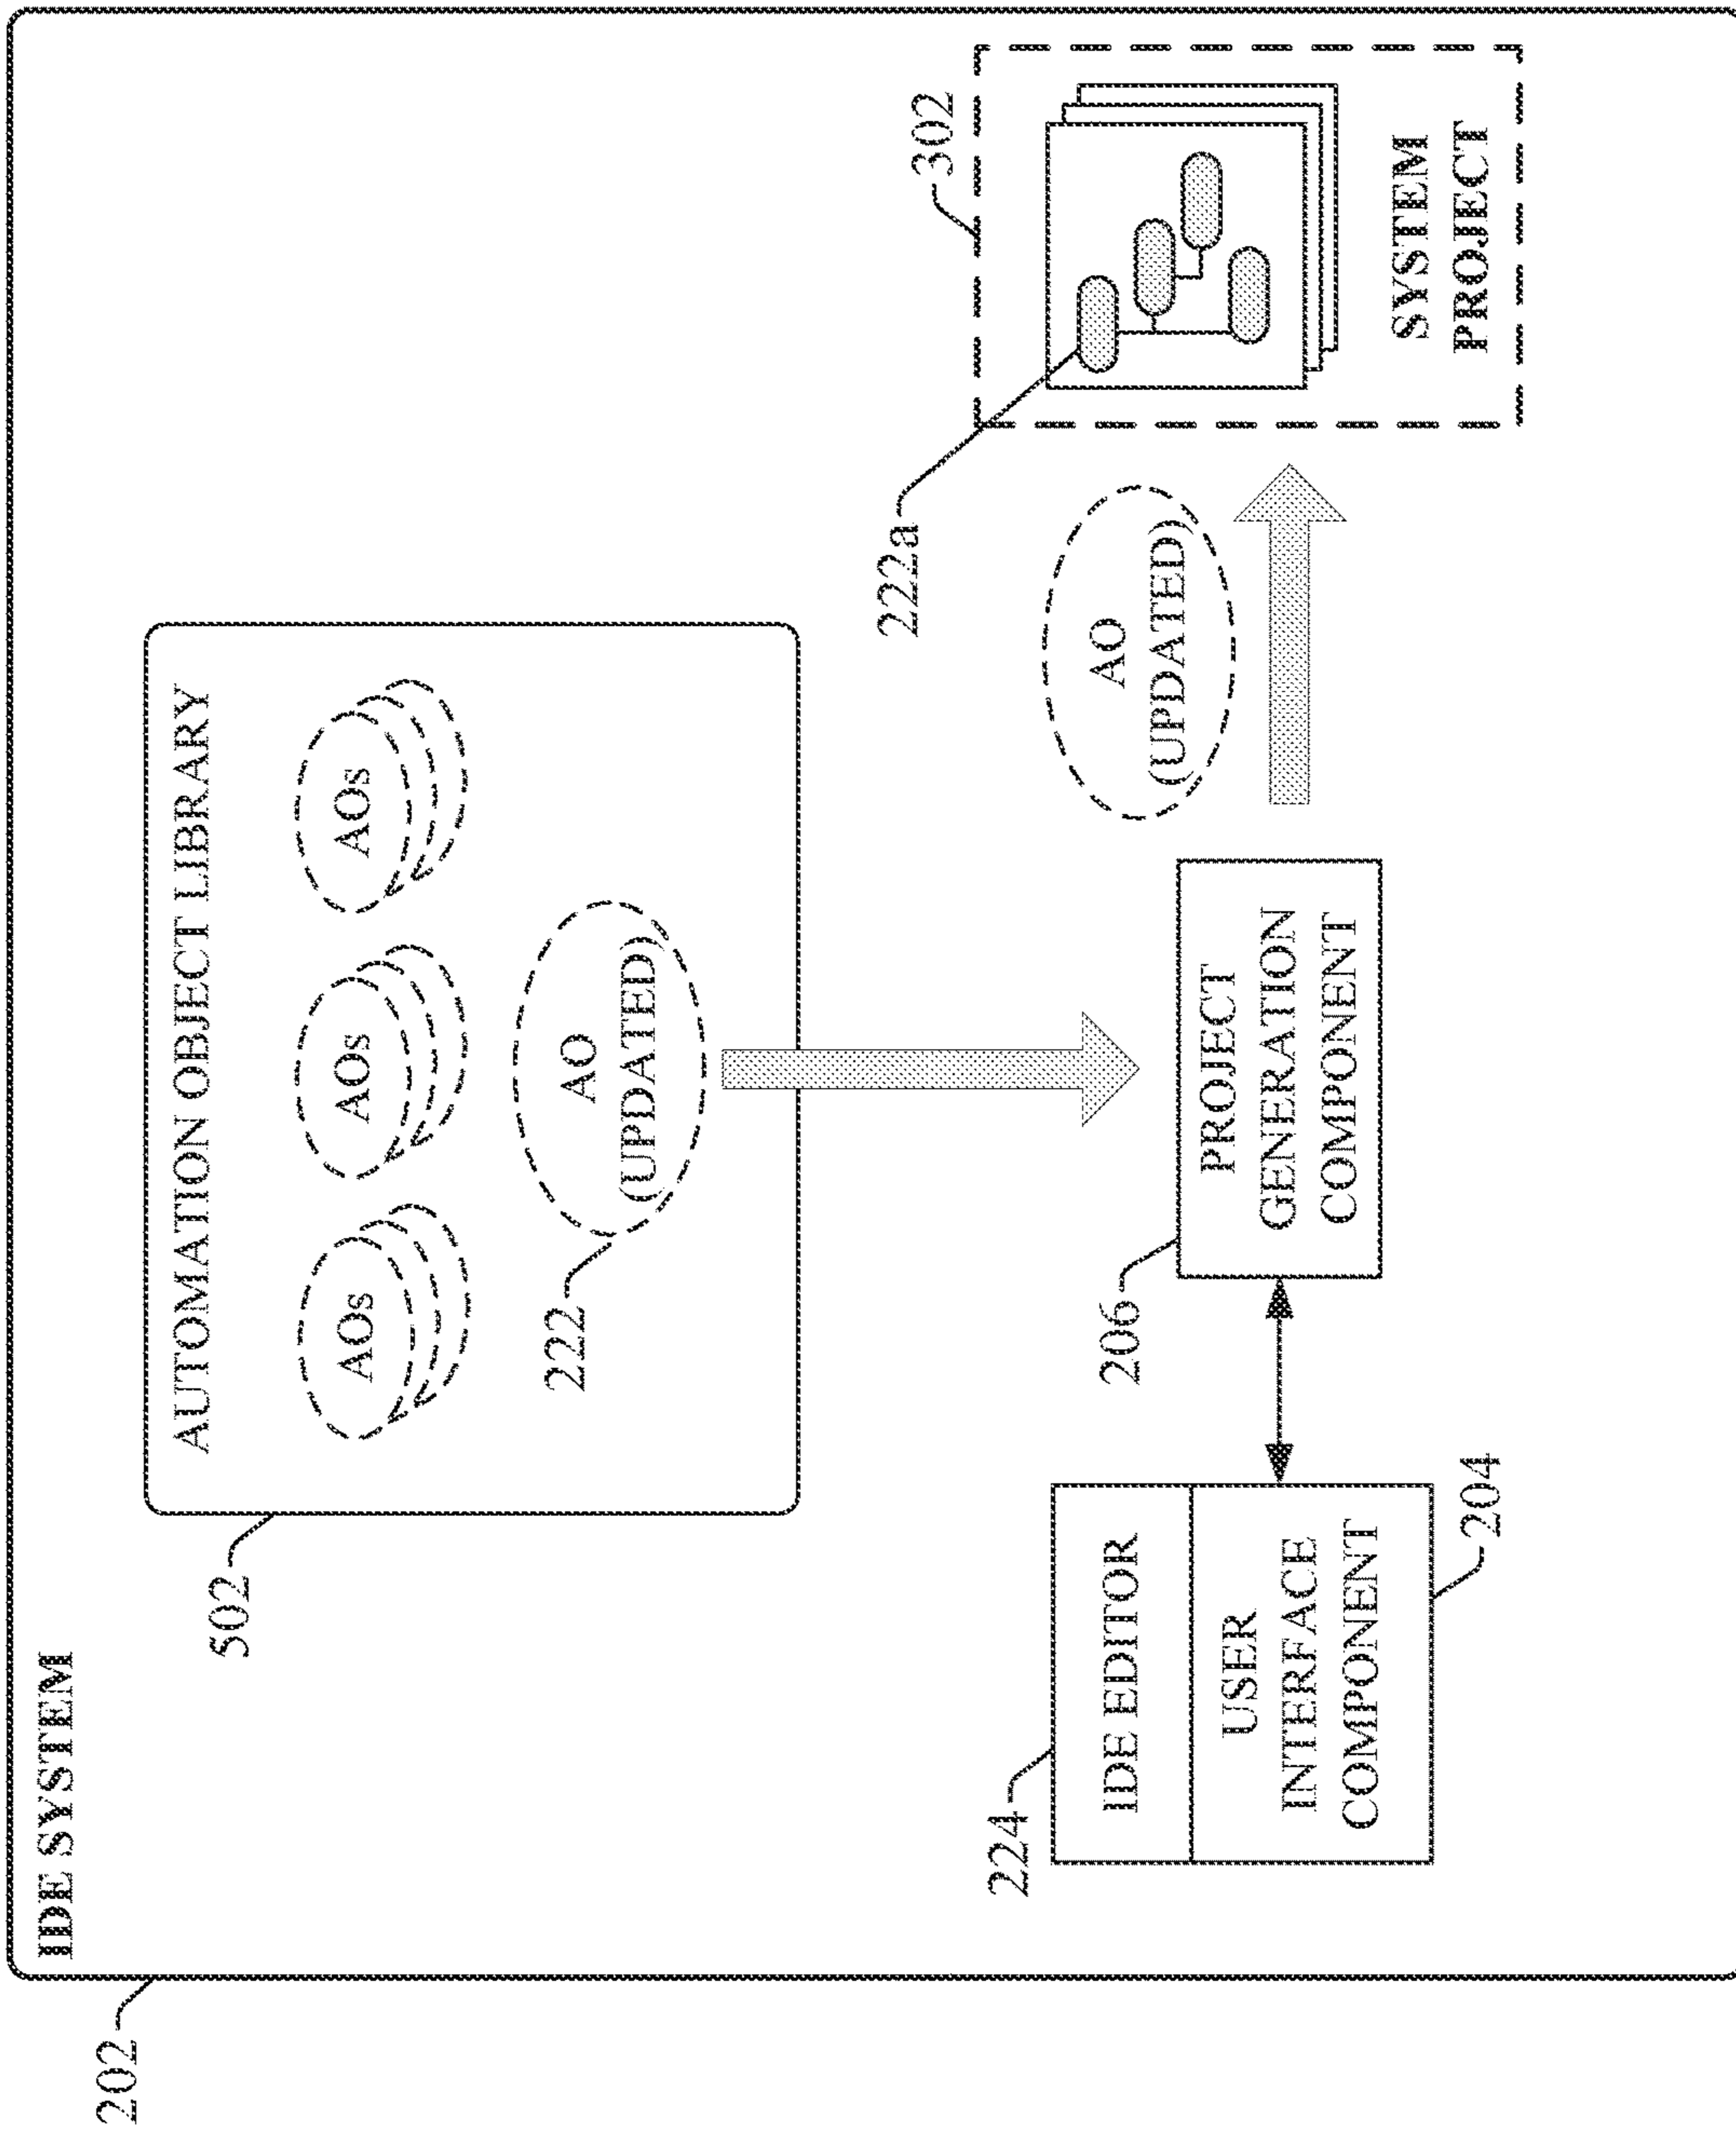 202
IDE SYSTEM
502
AUTOMATION OBJECT LIBRARY
AOs
AOs
AOs
222
AO
(UPDATED)
224
IDE EDITOR
USER
INTERFACE
COMPONENT
204
206
PROJECT
GENERATION
COMPONENT
AO
(UPDATED)
222a
302
SYSTEM
PROJECT